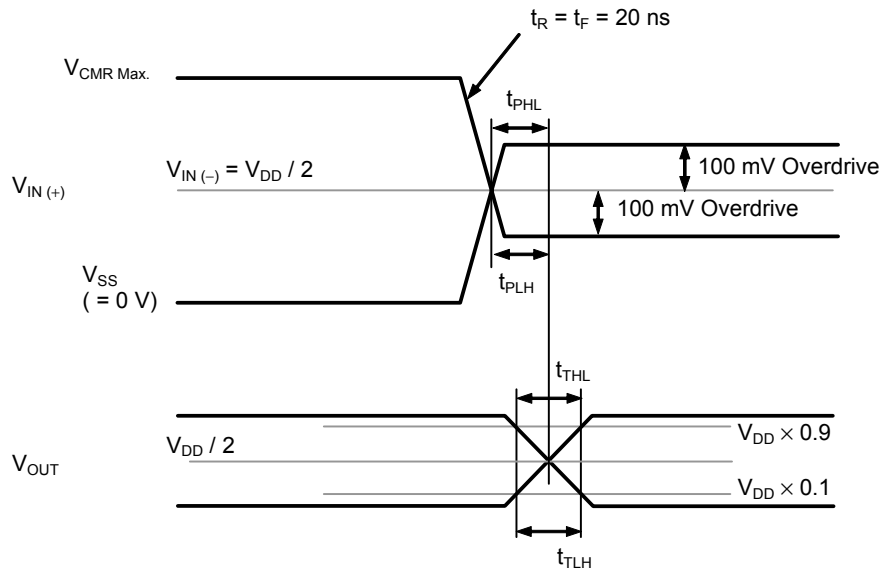 t_R = t_F = 20 ns
V_CMR Max.
t_PHL
V_IN (−) = V_DD / 2
100 mV Overdrive
V_IN (+)
100 mV Overdrive
V_SS
( = 0 V)
t_PLH
t_THL
V_DD × 0.9
V_DD / 2
V_OUT
V_DD × 0.1
t_TLH